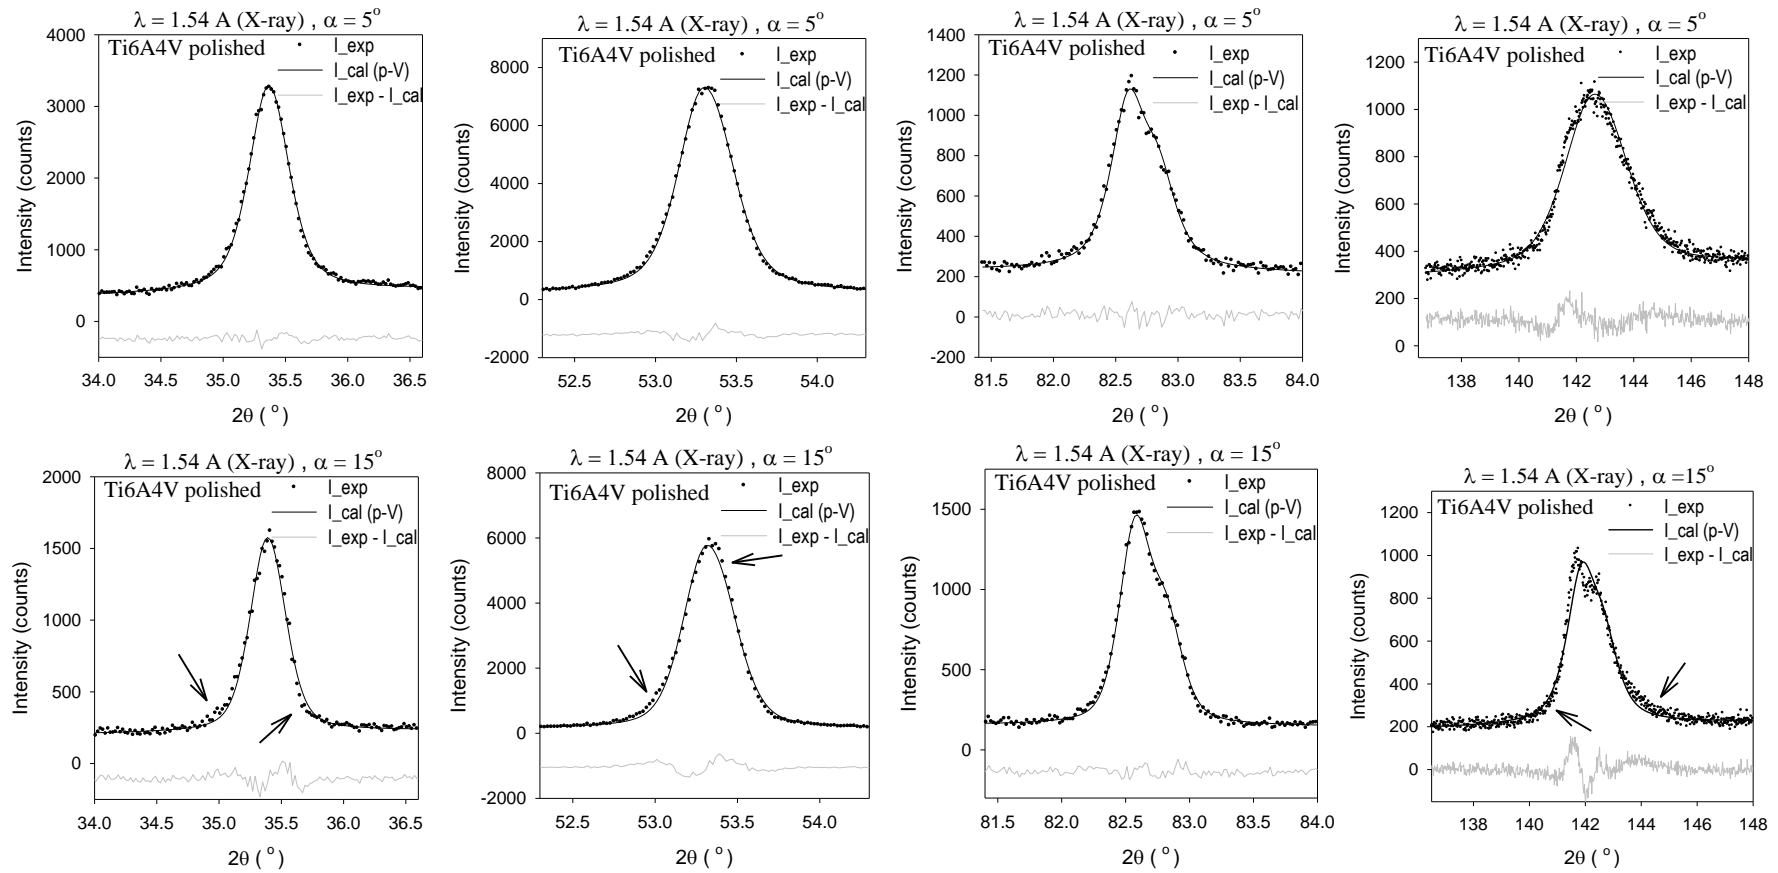 λ = 1.54 A (X-ray) , α = 5°
Ti6A4V polished
I_exp
I_cal (p-V)
I_exp - I_cal
Intensity (counts)
4000
3000
2000
1000
0
34.0 34.5 35.0 35.5 36.0 36.5
2θ ( ° )
λ = 1.54 A (X-ray) , α = 5°
Ti6A4V polished
I_exp
I_cal (p-V)
I_exp - I_cal
Intensity (counts)
8000
6000
4000
2000
0
-2000
52.5 53.0 53.5 54.0
2θ ( ° )
λ = 1.54 A (X-ray) , α = 5°
Ti6A4V polished
I_exp
I_cal (p-V)
I_exp - I_cal
Intensity (counts)
1400
1200
1000
800
600
400
200
0
-200
81.5 82.0 82.5 83.0 83.5 84.0
2θ ( ° )
λ = 1.54 A (X-ray) , α = 5°
Ti6A4V polished
I_exp
I_cal (p-V)
I_exp - I_cal
Intensity (counts)
1200
1000
800
600
400
200
0
138 140 142 144 146 148
2θ ( ° )
λ = 1.54 A (X-ray) , α = 15°
Ti6A4V polished
I_exp
I_cal (p-V)
I_exp - I_cal
Intensity (counts)
2000
1500
1000
500
0
34.0 34.5 35.0 35.5 36.0 36.5
2θ ( ° )
λ = 1.54 A (X-ray) , α = 15°
Ti6A4V polished
I_exp
I_cal (p-V)
I_exp - I_cal
Intensity (counts)
8000
6000
4000
2000
0
-2000
52.5 53.0 53.5 54.0
2θ ( ° )
λ = 1.54 A (X-ray) , α = 15°
Ti6A4V polished
I_exp
I_cal (p-V)
I_exp - I_cal
Intensity (counts)
1500
1000
500
0
81.5 82.0 82.5 83.0 83.5 84.0
2θ ( ° )
λ = 1.54 A (X-ray) , α =15°
Ti6A4V polished
I_exp
I_cal (p-V)
I_exp - I_cal
Intensity (counts)
1200
1000
800
600
400
200
0
138 140 142 144 146 148
2θ ( ° )